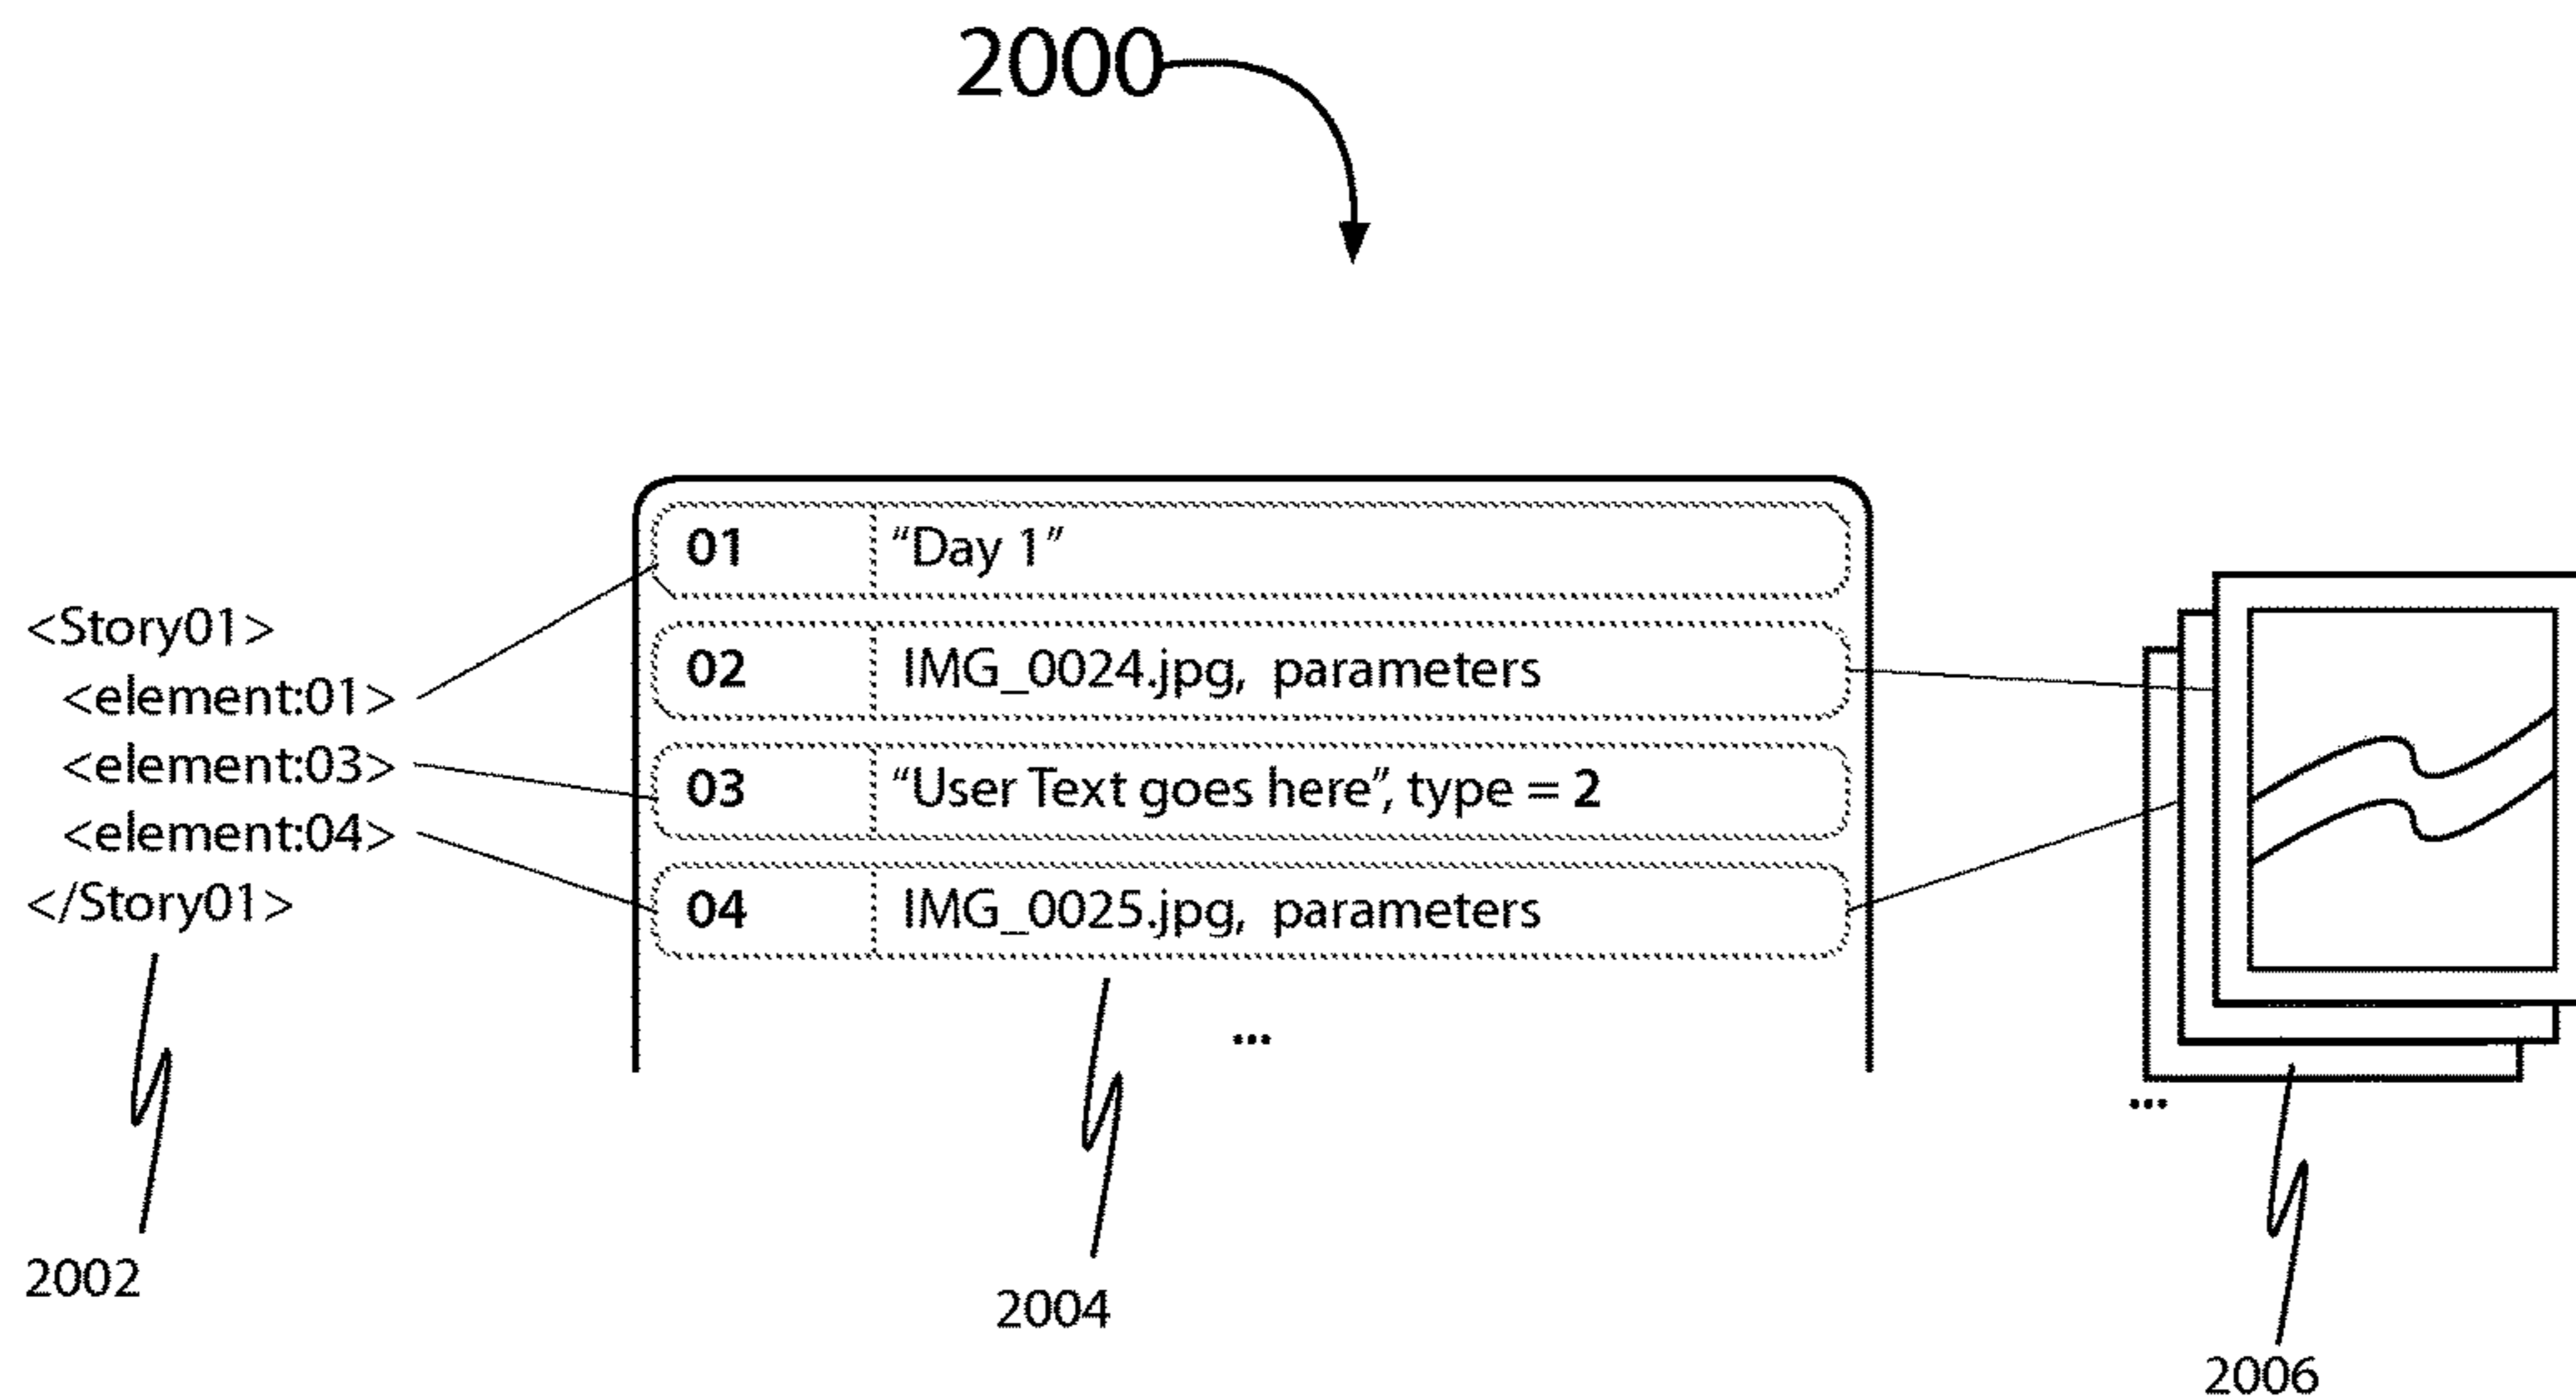 2000
<Story01>
<element:01>
<element:03>
<element:04>
</Story01>
01 “Day 1”
02 IMG_0024.jpg, parameters
03 “User Text goes here”, type = 2
04 IMG_0025.jpg, parameters
...
...
2002
2004
2006